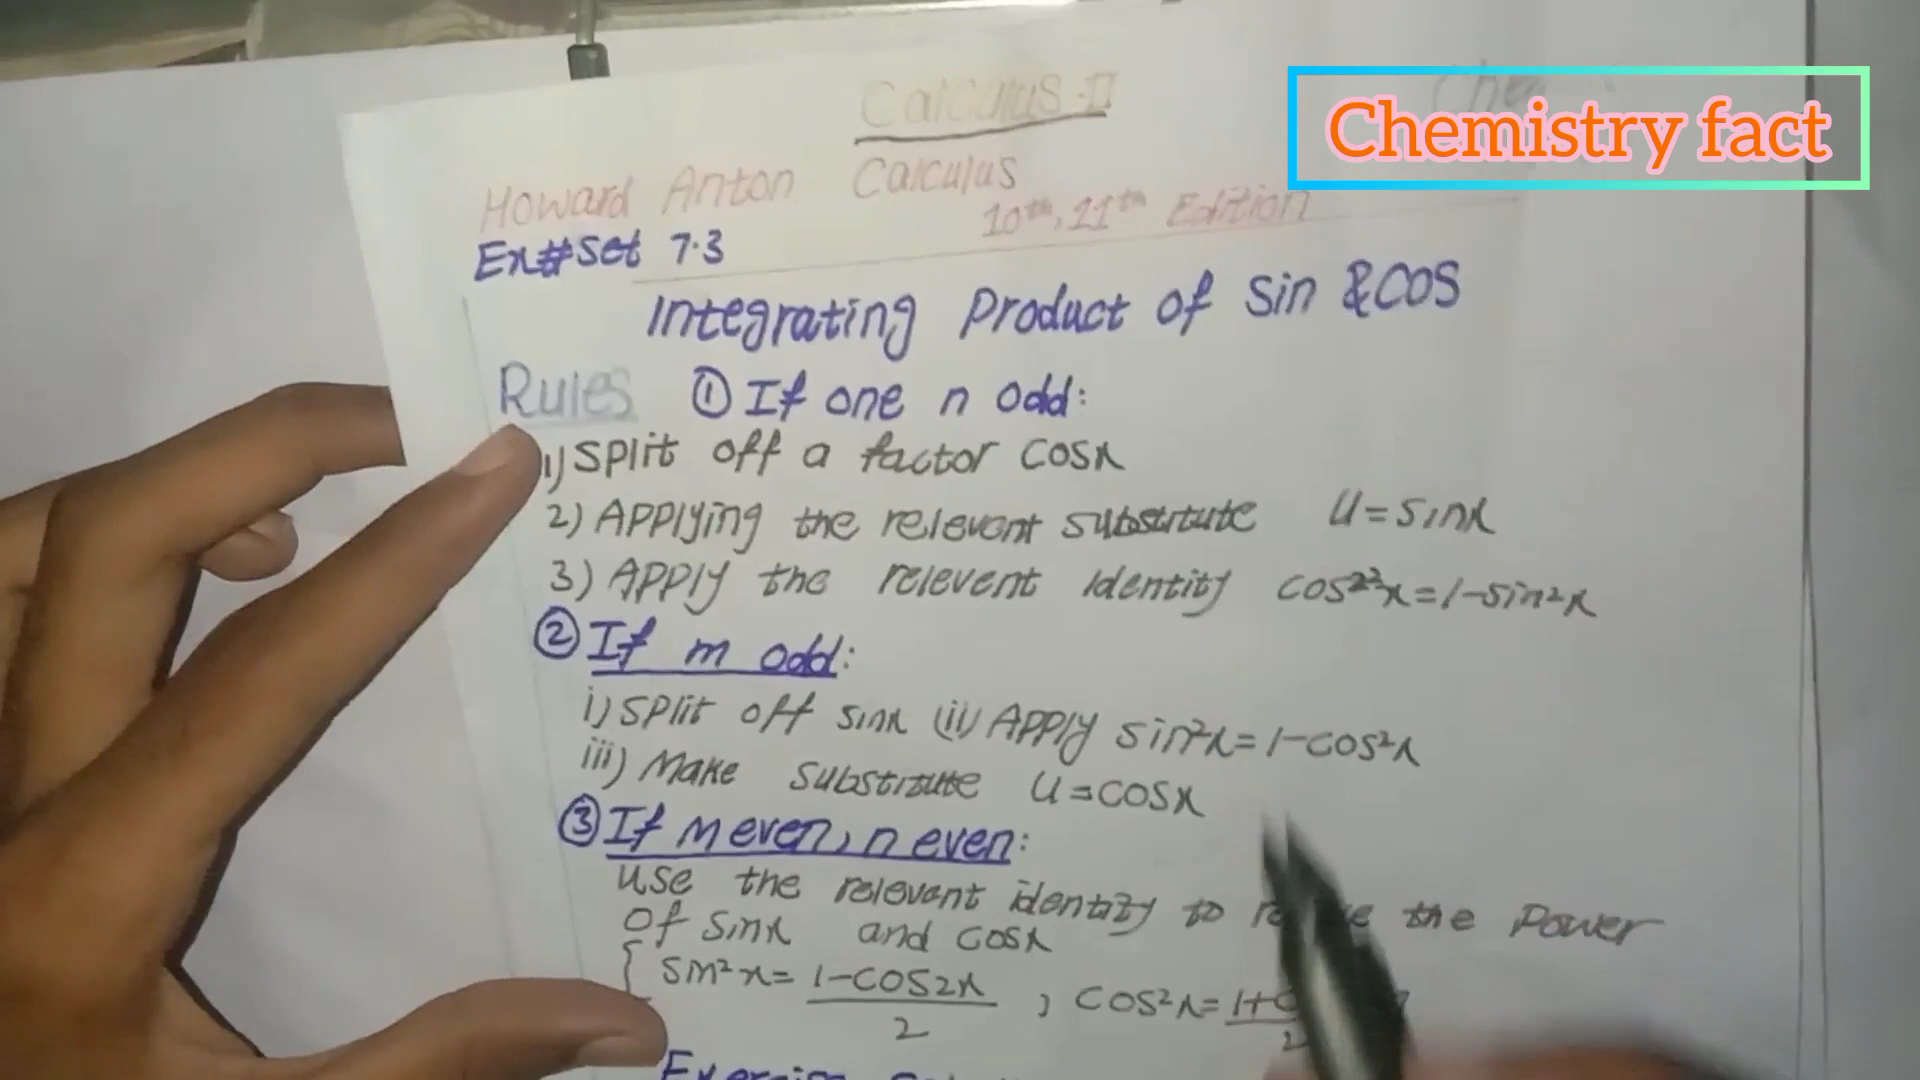 Calculus-II
Chemistry fact
Howard Anton Calculus
10th, 11th Edition
Ex#Set 7.3
Integrating Product of Sin & Cos
Rules ① If one n odd:
1) Split off a factor cosx
2) Applying the relevent substitute u=sinx
3) Apply the relevent identity cos²x=1-sin²x
② If m odd:
i) Split off sinx (ii) Apply sin²x=1-cos²x
iii) Make substitute u=cosx
③ If m even, n even:
use the relevent identity to the Power
of sinx and cosx
{ sin²x= 1-cos2x / 2 , cos²x= 1+ / 2